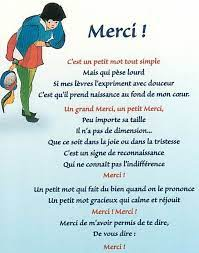 Merci !
C'est un petit mot tout simple
Mais qui pèse lourd
Si mes lèvres l'expriment avec douceur
C'est qu'il prend naissance au fond de mon cœur.
Un grand Merci, un petit Merci,
Peu importe sa taille
Il n'a pas de dimension...
Que ce soit dans la joie ou dans la tristesse
C'est un signe de reconnaissance
Qui ne connaît pas l'indifférence
Merci !
Un petit mot qui fait du bien quand on le prononce
Un petit mot gracieux qui calme et réjouit
Merci ! Merci !
Merci de m'avoir permis de te dire,
De vous dire :
Merci !